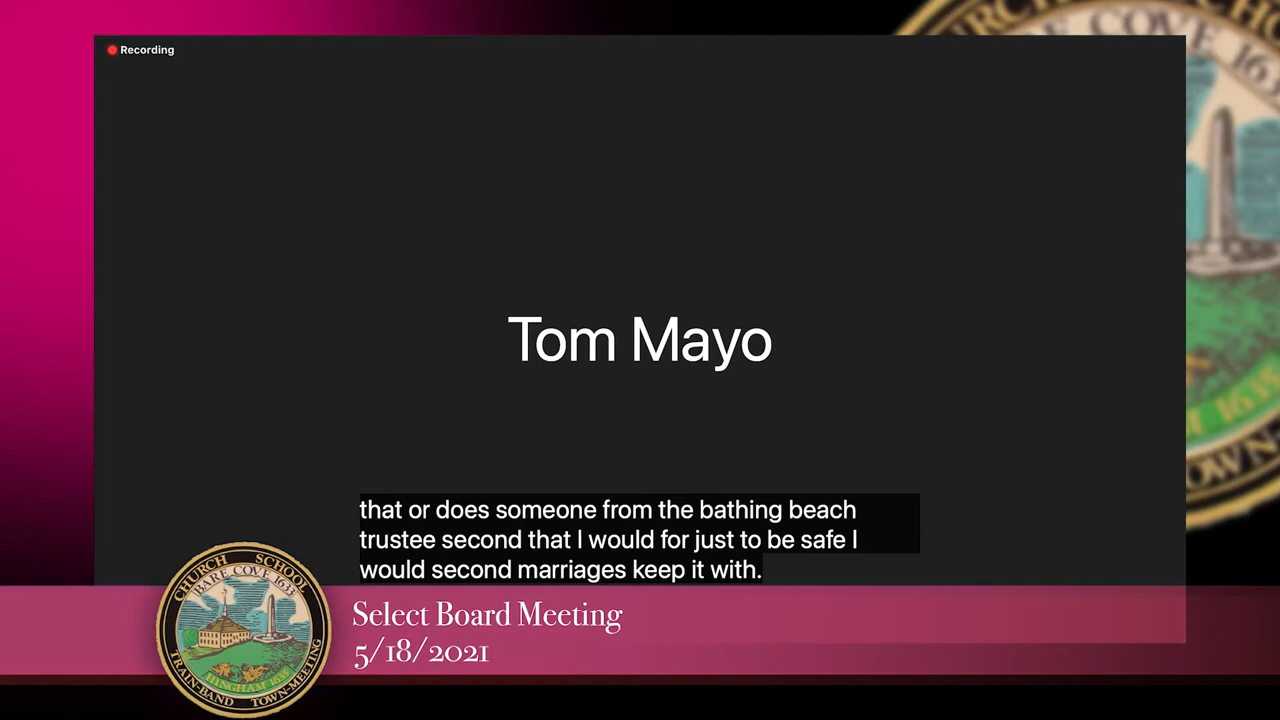 Recording
Tom Mayo
that or does someone from the bathing beach
trustee second that I would for just to be safe I
would second marriages keep it with.
Select Board Meeting
5/18/2021
CHURCH SCHOOL
BARE COVE 1633
HINGHAM 1635
TRAIN-BAND TOWN-MEETING